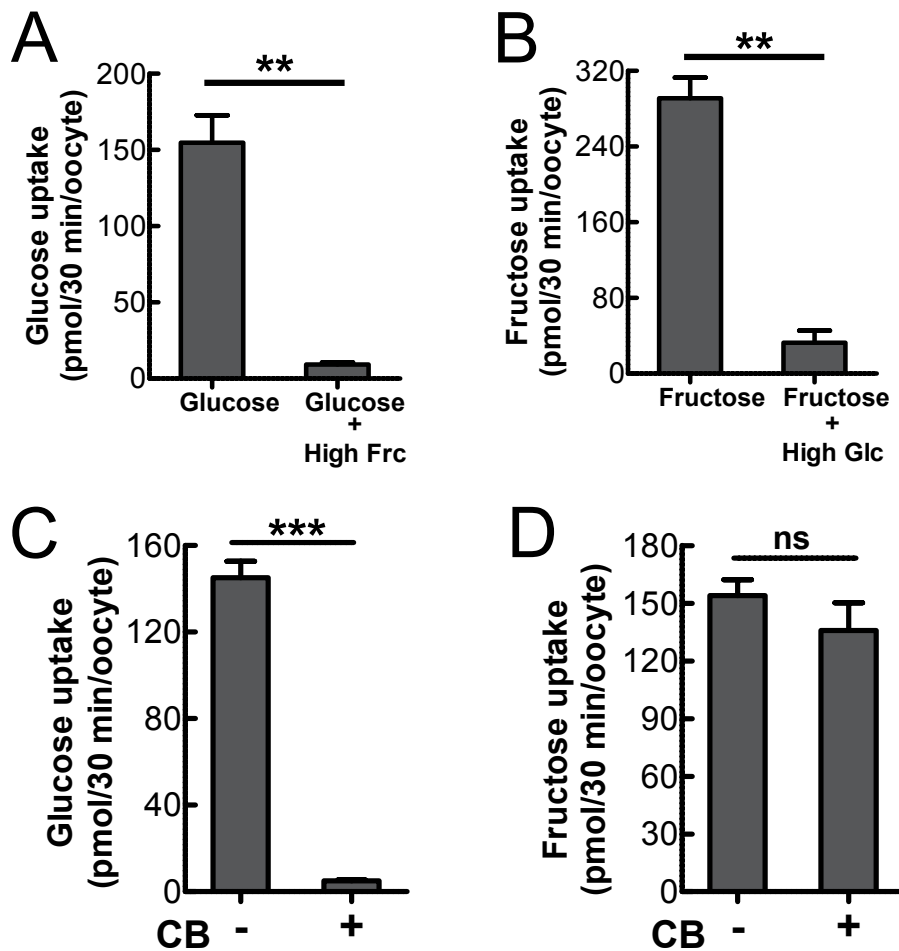 A
Glucose uptake
(pmol/30 min/oocyte)
200
150
100
50
0
**
Glucose
Glucose
+
High Frc
B
Fructose uptake
(pmol/30 min/oocyte)
320
240
160
80
0
**
Fructose
Fructose
+
High Glc
C
Glucose uptake
(pmol/30 min/oocyte)
160
120
80
40
0
***
CB - +
D
Fructose uptake
(pmol/30 min/oocyte)
180
150
120
90
60
30
0
ns
CB - +